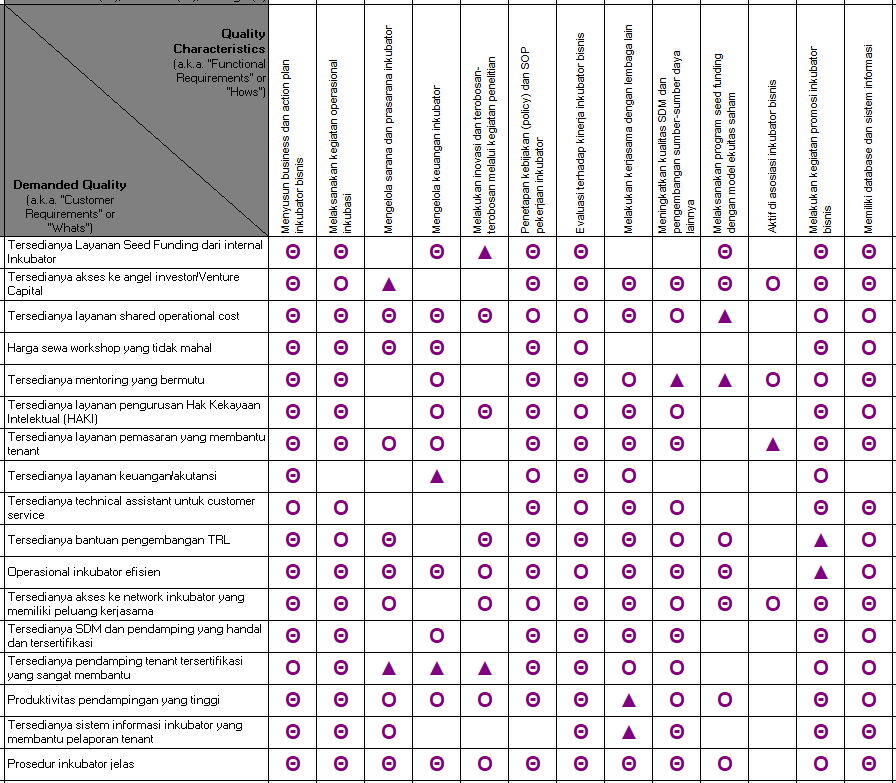 Quality
Characteristics
(a.k.a. "Functional
Requirements" or
"Hows")
Demanded Quality
(a.k.a. "Customer
Requirements" or
"Whats")
Menyusun business dan action plan
inkubator bisnis
Melaksanakan kegiatan operasional
inkubasi
Mengelola sarana dan prasarana inkubator
Mengelola keuangan inkubator
Melakukan inovasi dan terobosan-
terobosan melalui kegiatan penelitian
Penetapan kebijakan (policy) dan SOP
pekerjaan inkubator
Evaluasi terhadap kinerja inkubator bisnis
Melakukan kerjasama dengan lembaga lain
Meningkatkan kualitas SDM dan
pengembangan sumber-sumber daya
lainnya
Melaksanakan program seed funding
dengan model ekuitas saham
Aktif di asosiasi inkubator bisnis
Melakukan kegiatan promosi inkubator
bisnis
Memiliki database dan sistem informasi
Tersedianya Layanan Seed Funding dari internal
Inkubator
Θ Θ Θ ▲ Θ Θ Θ Θ Θ
Tersedianya akses ke angel investor/Venture
Capital
Θ Ο ▲ Θ Θ Θ Θ Θ Ο Θ Θ
Tersedianya layanan shared operational cost
Θ Θ Θ Θ Θ Ο Ο Θ Ο ▲ Ο Ο
Harga sewa workshop yang tidak mahal
Θ Θ Θ Θ Θ Ο Θ Ο
Tersedianya mentoring yang bermutu
Θ Θ Ο Θ Θ Ο ▲ ▲ Ο Ο Θ
Tersedianya layanan pengurusan Hak Kekayaan
Intelektual (HAKI)
Θ Θ Ο Θ Θ Ο Θ Ο Θ Ο
Tersedianya layanan pemasaran yang membantu
tenant
Θ Θ Ο Ο Θ Θ Θ Θ ▲ Θ Θ
Tersedianya layanan keuangan/akutansi
Θ ▲ Ο Θ Ο Ο
Tersedianya technical assistant untuk customer
service
Ο Ο Θ Ο Θ Ο Θ Θ
Tersedianya bantuan pengembangan TRL
Θ Ο Θ Θ Θ Θ Θ Ο Ο ▲ Ο
Operasional inkubator efisien
Θ Θ Θ Θ Ο Θ Ο Θ Θ Θ ▲ Ο
Tersedianya akses ke network inkubator yang
memiliki peluang kerjasama
Θ Θ Ο Ο Ο Θ Θ Ο Θ Ο Θ Θ
Tersedianya SDM dan pendamping yang handal
dan tersertifikasi
Θ Θ Ο Θ Θ Θ Θ Θ Ο
Tersedianya pendamping tenant tersertifikasi
yang sangat membantu
Ο Θ ▲ ▲ ▲ Θ Θ Ο Ο Ο Ο
Produktivitas pendampingan yang tinggi
Θ Θ Ο Ο Ο Θ Θ ▲ Ο Ο Θ Ο
Tersedianya sistem informasi inkubator yang
membantu pelaporan tenant
Θ Θ Ο Θ ▲ Θ Θ Θ
Prosedur inkubator jelas
Θ Θ Θ Θ Ο Θ Θ Θ Θ Ο Ο Θ